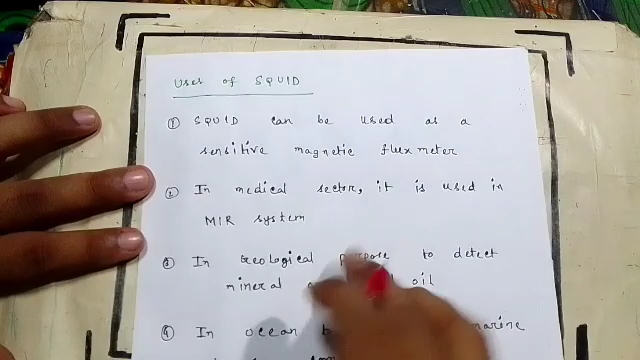 Uses of SQUID
① SQUID can be used as a
sensitive magnetic flux meter
② In medical sector, it is used in
MIR system
③ In Geological purpose to detect
mineral oil
④ In ocean marine